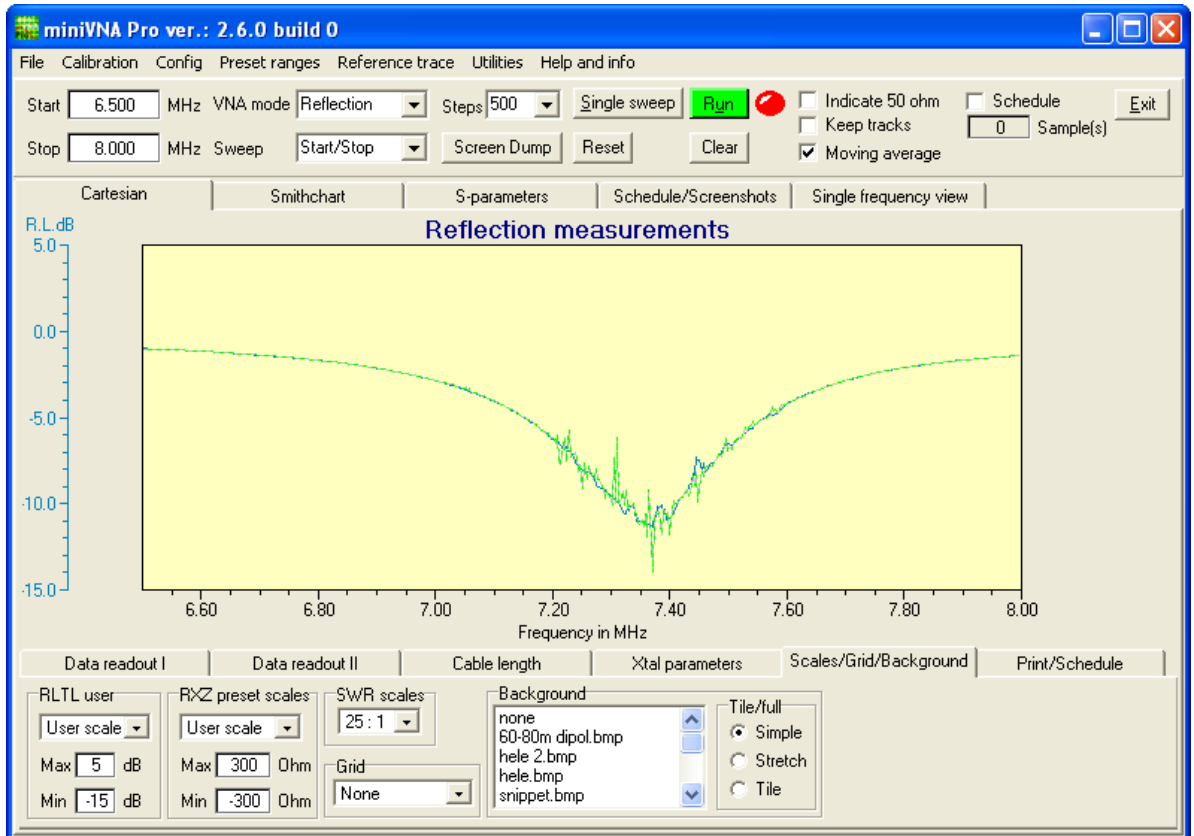 miniVNA Pro ver.: 2.6.0 build 0
File Calibration Config Preset ranges Reference trace Utilities Help and info
Start 6.500 MHz VNA mode Reflection Steps 500 Single sweep Run Indicate 50 ohm Schedule Exit
Keep tracks 0 Sample(s)
Stop 8.000 MHz Sweep Start/Stop Screen Dump Reset Clear Moving average
Cartesian Smithchart S-parameters Schedule/Screenshots Single frequency view
R.L.dB
Reflection measurements
5.0
0.0
-5.0
-10.0
-15.0
6.60 6.80 7.00 7.20 7.40 7.60 7.80 8.00
Frequency in MHz
Data readout I Data readout II Cable length Xtal parameters Scales/Grid/Background Print/Schedule
RLTL user
User scale
Max 5 dB
Min -15 dB
RXZ preset scales
User scale
Max 300 Ohm
Min -300 Ohm
SWR scales
25 : 1
Grid
None
Background
none
60-80m dipol.bmp
hele 2.bmp
hele.bmp
snippet.bmp
Tile/full
Simple
Stretch
Tile